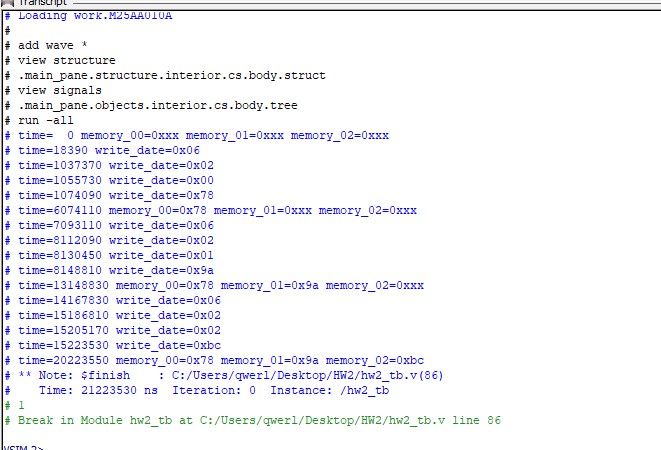 Transcript
# Loading work.M25AA010A
#
# add wave *
# view structure
# .main_pane.structure.interior.cs.body.struct
# view signals
# .main_pane.objects.interior.cs.body.tree
# run -all
# time=  0 memory_00=0xxx memory_01=0xxx memory_02=0xxx
# time=18390 write_date=0x06
# time=1037370 write_date=0x02
# time=1055730 write_date=0x00
# time=1074090 write_date=0x78
# time=6074110 memory_00=0x78 memory_01=0xxx memory_02=0xxx
# time=7093110 write_date=0x06
# time=8112090 write_date=0x02
# time=8130450 write_date=0x01
# time=8148810 write_date=0x9a
# time=13148830 memory_00=0x78 memory_01=0x9a memory_02=0xxx
# time=14167830 write_date=0x06
# time=15186810 write_date=0x02
# time=15205170 write_date=0x02
# time=15223530 write_date=0xbc
# time=20223550 memory_00=0x78 memory_01=0x9a memory_02=0xbc
# ** Note: $finish    : C:/Users/qwerl/Desktop/HW2/hw2_tb.v(86)
#    Time: 21223530 ns  Iteration: 0  Instance: /hw2_tb
# 1
# Break in Module hw2_tb at C:/Users/qwerl/Desktop/HW2/hw2_tb.v line 86
VSIM 2>